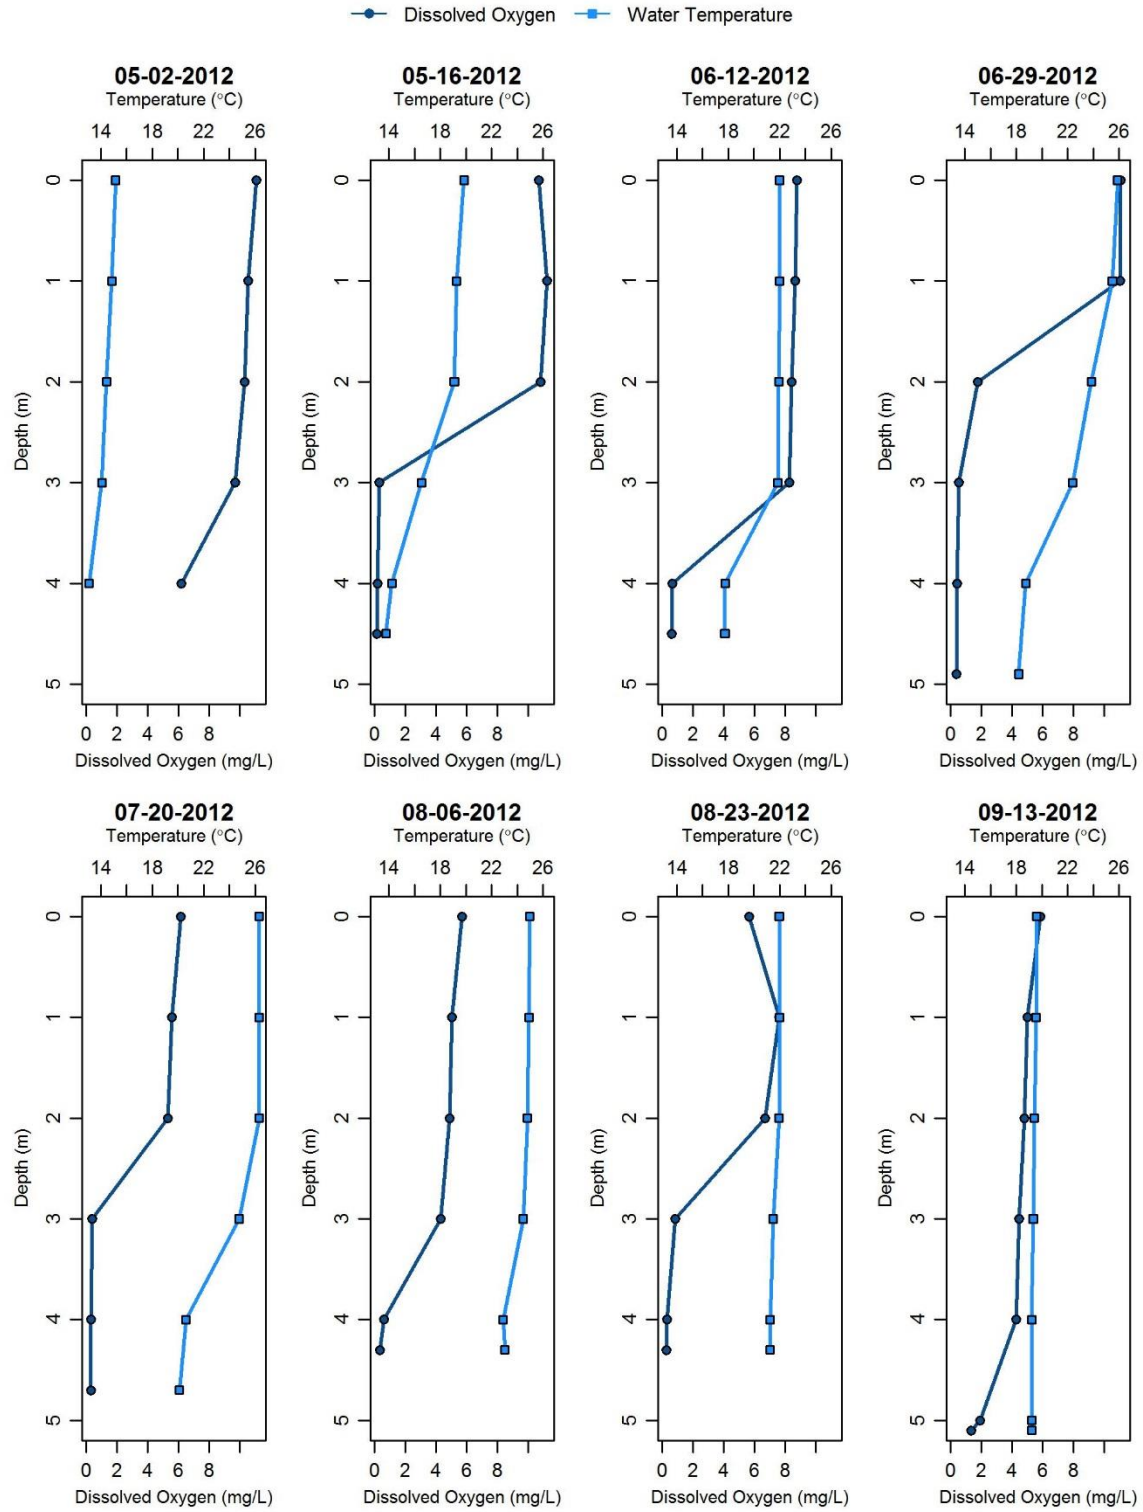 Dissolved Oxygen Water Temperature
05-02-2012 05-16-2012 06-12-2012 06-29-2012
Temperature (°C) Temperature (°C) Temperature (°C) Temperature (°C)
14 18 22 26 14 18 22 26 14 18 22 26 14 18 22 26
Depth (m) Depth (m) Depth (m) Depth (m)
0 0 0 0
1 1 1 1
2 2 2 2
3 3 3 3
4 4 4 4
5 5 5 5
0 2 4 6 8 0 2 4 6 8 0 2 4 6 8 0 2 4 6 8
Dissolved Oxygen (mg/L) Dissolved Oxygen (mg/L) Dissolved Oxygen (mg/L) Dissolved Oxygen (mg/L)
07-20-2012 08-06-2012 08-23-2012 09-13-2012
Temperature (°C) Temperature (°C) Temperature (°C) Temperature (°C)
14 18 22 26 14 18 22 26 14 18 22 26 14 18 22 26
Depth (m) Depth (m) Depth (m) Depth (m)
0 0 0 0
1 1 1 1
2 2 2 2
3 3 3 3
4 4 4 4
5 5 5 5
0 2 4 6 8 0 2 4 6 8 0 2 4 6 8 0 2 4 6 8
Dissolved Oxygen (mg/L) Dissolved Oxygen (mg/L) Dissolved Oxygen (mg/L) Dissolved Oxygen (mg/L)